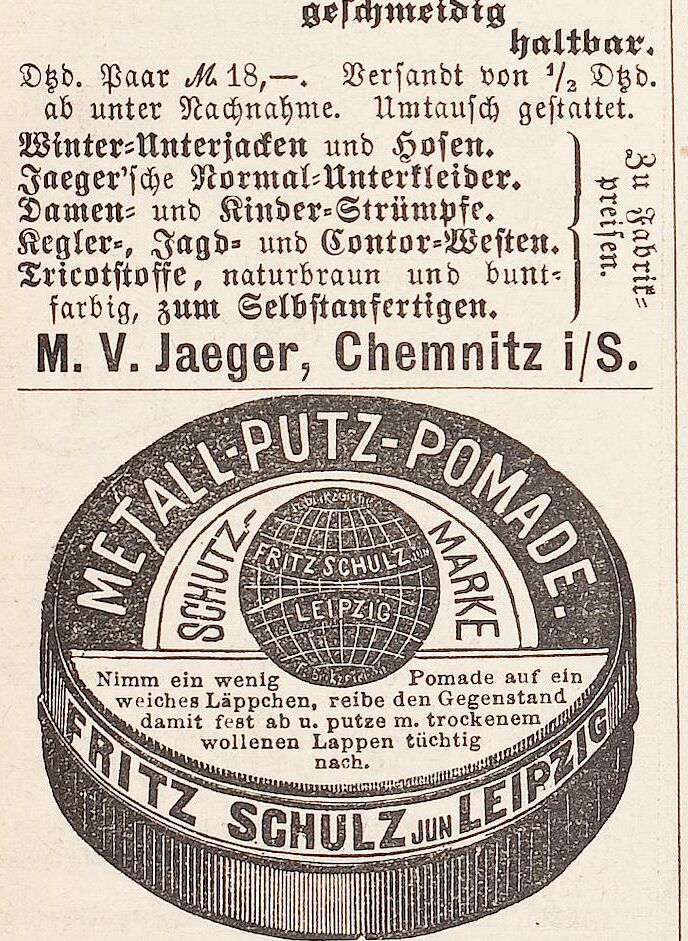 geschmeidig
haltbar.
Dtzd. Paar M. 18,—. Versandt von 1/2 Dtzd.
ab unter Nachnahme. Umtausch gestattet.
Winter-Unterjacken und Hosen.
Jaeger'sche Normal-Unterkleider.
Damen- und Kinder-Strümpfe.
Kegler-, Jagd- und Contor-Westen.
Tricotstoffe, naturbraun und bunt-
farbig, zum Selbstanfertigen.
Zu Fabrik-
preisen.
M. V. Jaeger, Chemnitz i/S.
METALL-PUTZ-POMADE.
SCHUTZ-
MARKE
FRITZ SCHULZ JUN
LEIPZIG
Nimm ein wenig Pomade auf ein
weiches Läppchen, reibe den Gegenstand
damit fest ab u. putze m. trockenem
wollenen Lappen tüchtig
nach.
FRITZ SCHULZ JUN LEIPZIG